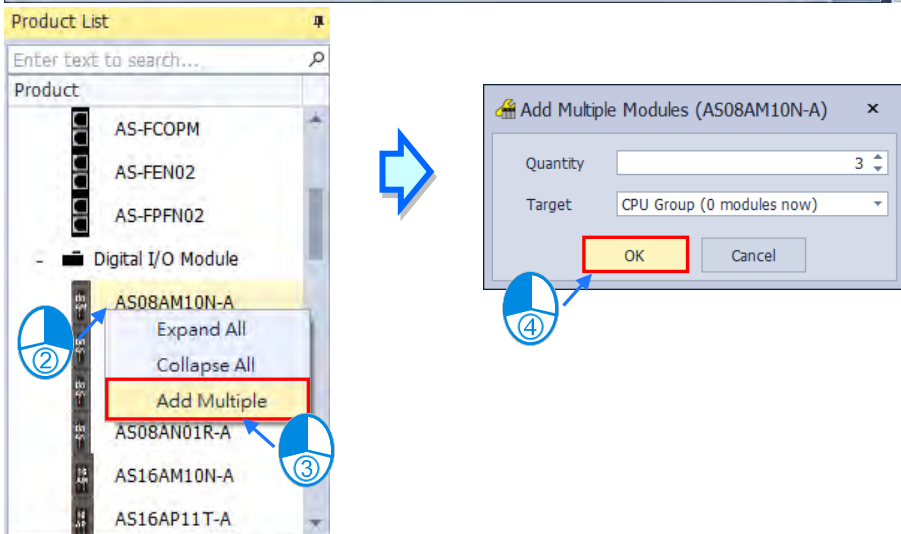 Product List
Enter text to search...
Product
AS-FCOPM
AS-FEN02
AS-FPFN02
- Digital I/O Module
AS08AM10N-A
Expand All
Collapse All
Add Multiple
AS08AN01R-A
AS16AM10N-A
AS16AP11T-A
②
③
Add Multiple Modules (AS08AM10N-A) ×
Quantity 3
Target CPU Group (0 modules now)
OK Cancel
④